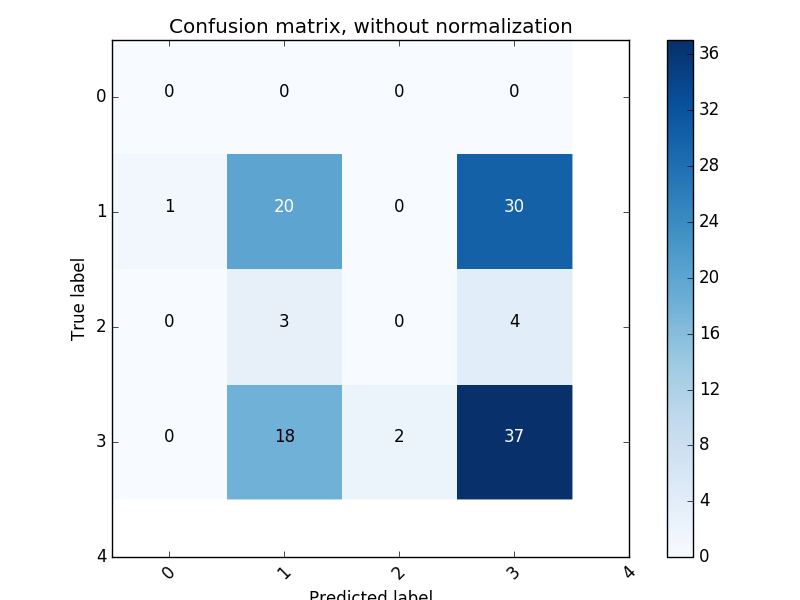 Confusion matrix, without normalization
0 0 0 0 0
1 1 20 0 30
2 0 3 0 4
3 0 18 2 37
4
0 1 2 3 4
True label
Predicted label
36
32
28
24
20
16
12
8
4
0